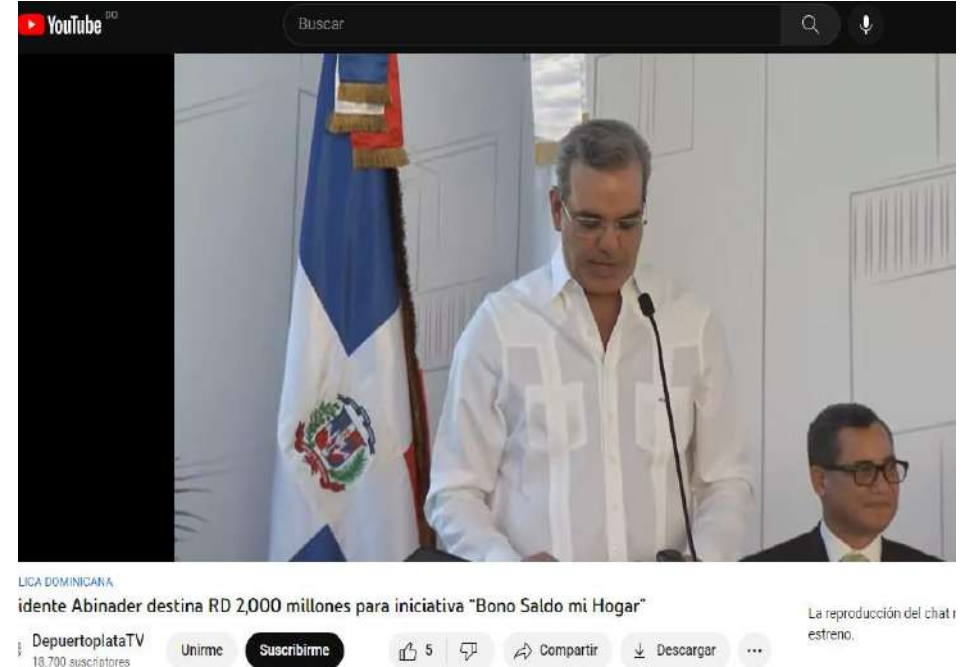 YouTube DO
Buscar
LICA DOMINICANA
idente Abinader destina RD 2,000 millones para iniciativa "Bono Saldo mi Hogar"
La reproducción del chat
estreno.
DepuertoplataTV
18.700 suscriptores
Unirme
Suscribirme
5
Compartir
Descargar